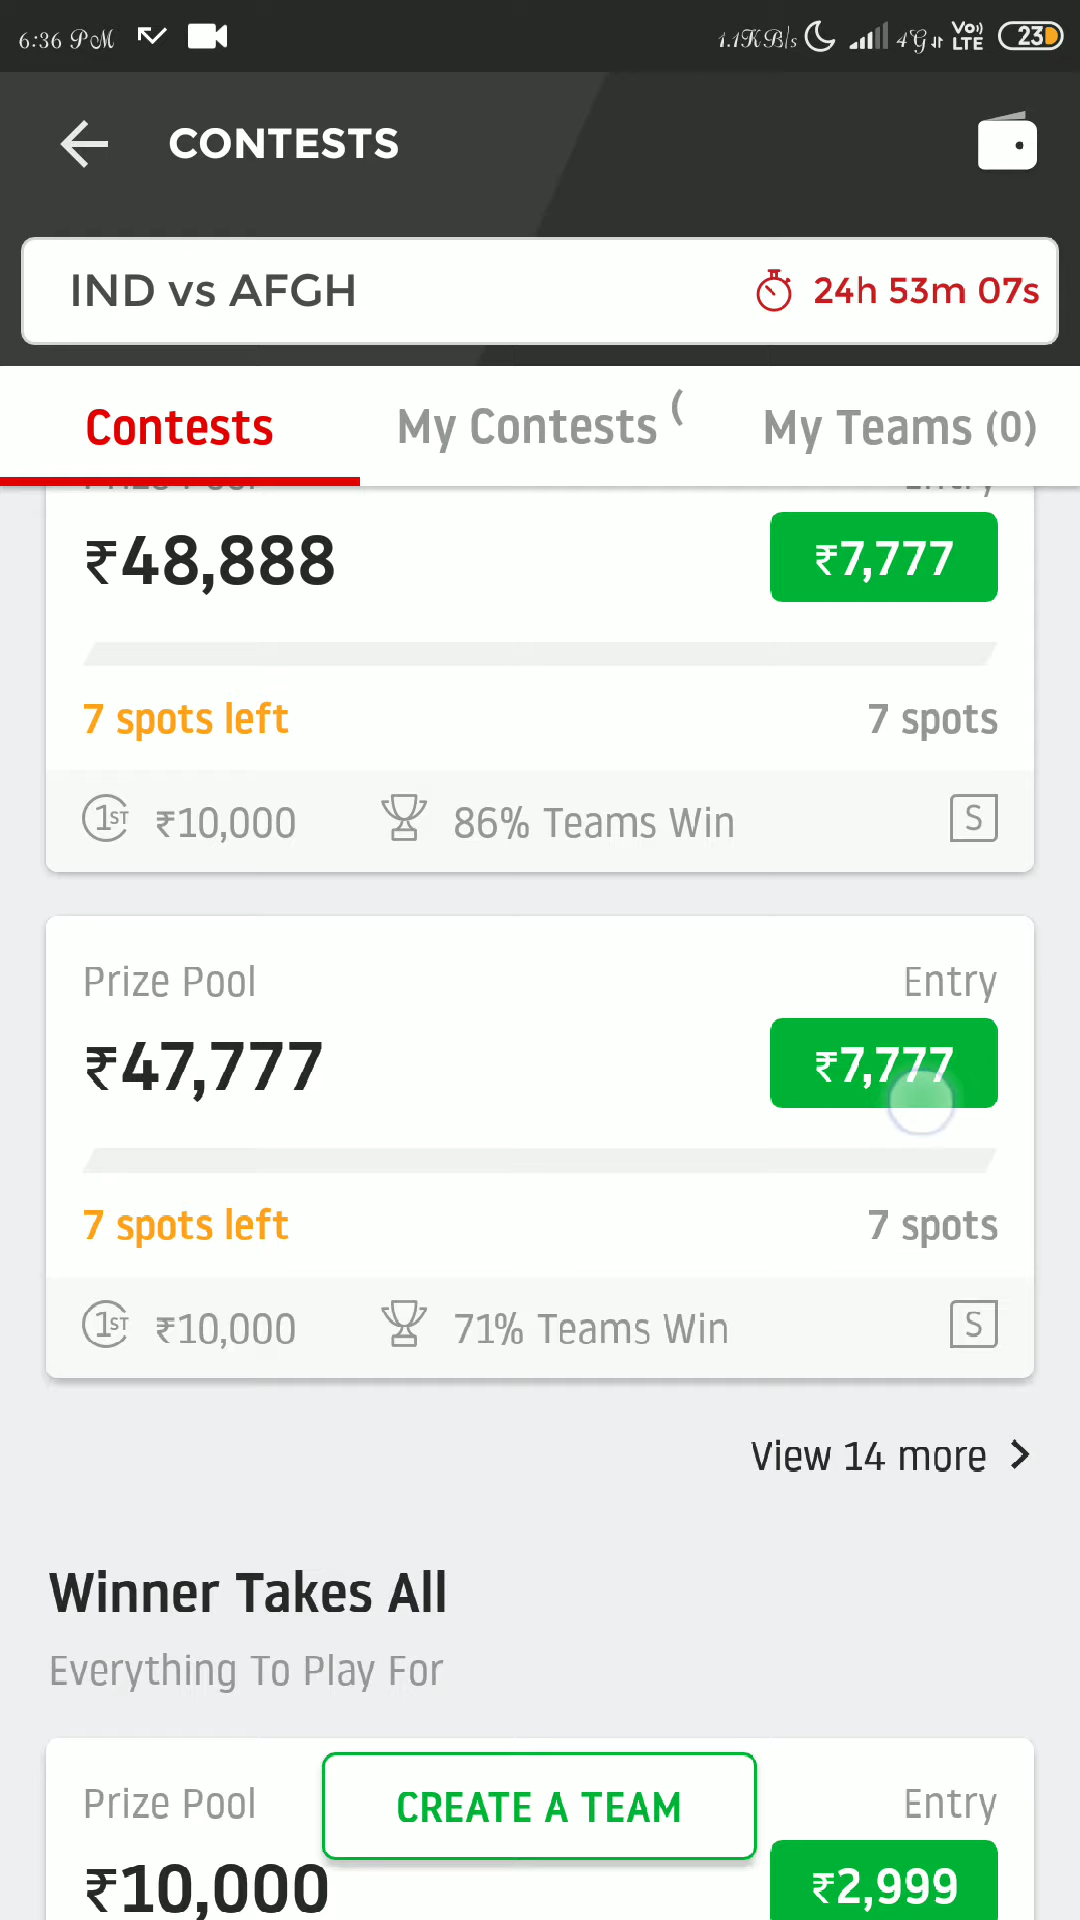 6:36 PM 1.1KB/s 4G Vo)) LTE 23
CONTESTS
IND vs AFGH 24h 53m 07s
Contests My Contests ( My Teams (0)
Prize Pool Entry
₹48,888 ₹7,777
7 spots left 7 spots
1ST ₹10,000 86% Teams Win S
Prize Pool Entry
₹47,777 ₹7,777
7 spots left 7 spots
1ST ₹10,000 71% Teams Win S
View 14 more
Winner Takes All
Everything To Play For
Prize Pool CREATE A TEAM Entry
₹10,000 ₹2,999